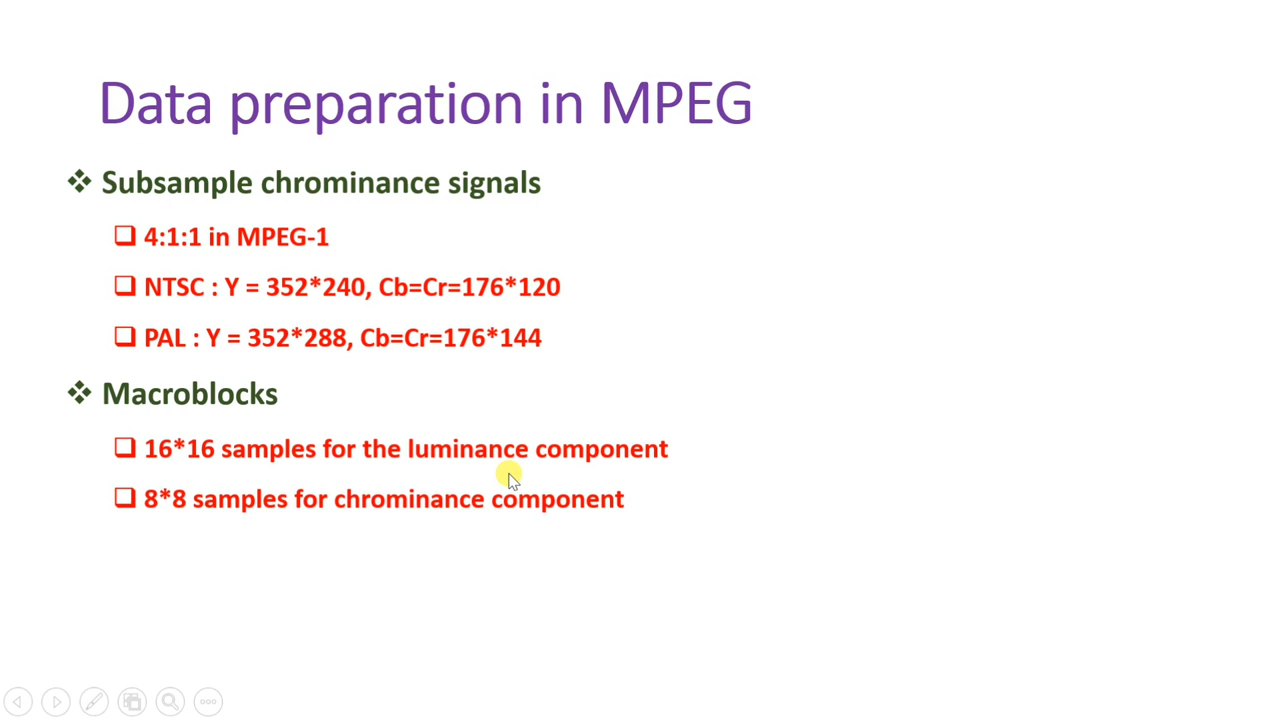 Data preparation in MPEG
Subsample chrominance signals
4:1:1 in MPEG-1
NTSC : Y = 352*240, Cb=Cr=176*120
PAL : Y = 352*288, Cb=Cr=176*144
Macroblocks
16*16 samples for the luminance component
8*8 samples for chrominance component